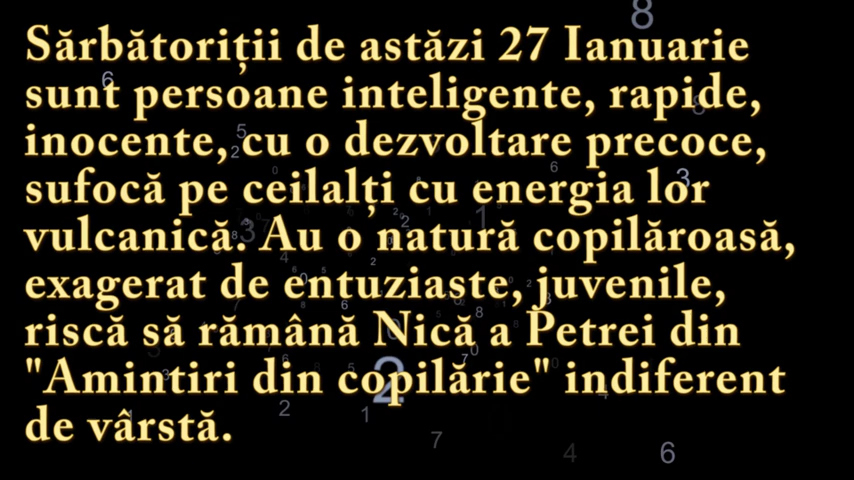 Sărbătoriții de astăzi 27 Ianuarie
sunt persoane inteligente, rapide,
inocente, cu o dezvoltare precoce,
sufocă pe ceilalți cu energia lor
vulcanică. Au o natură copilăroasă,
exagerat de entuziaste, juvenile,
riscă să rămână Nică a Petrei din
"Amintiri din copilărie" indiferent
de vârstă.